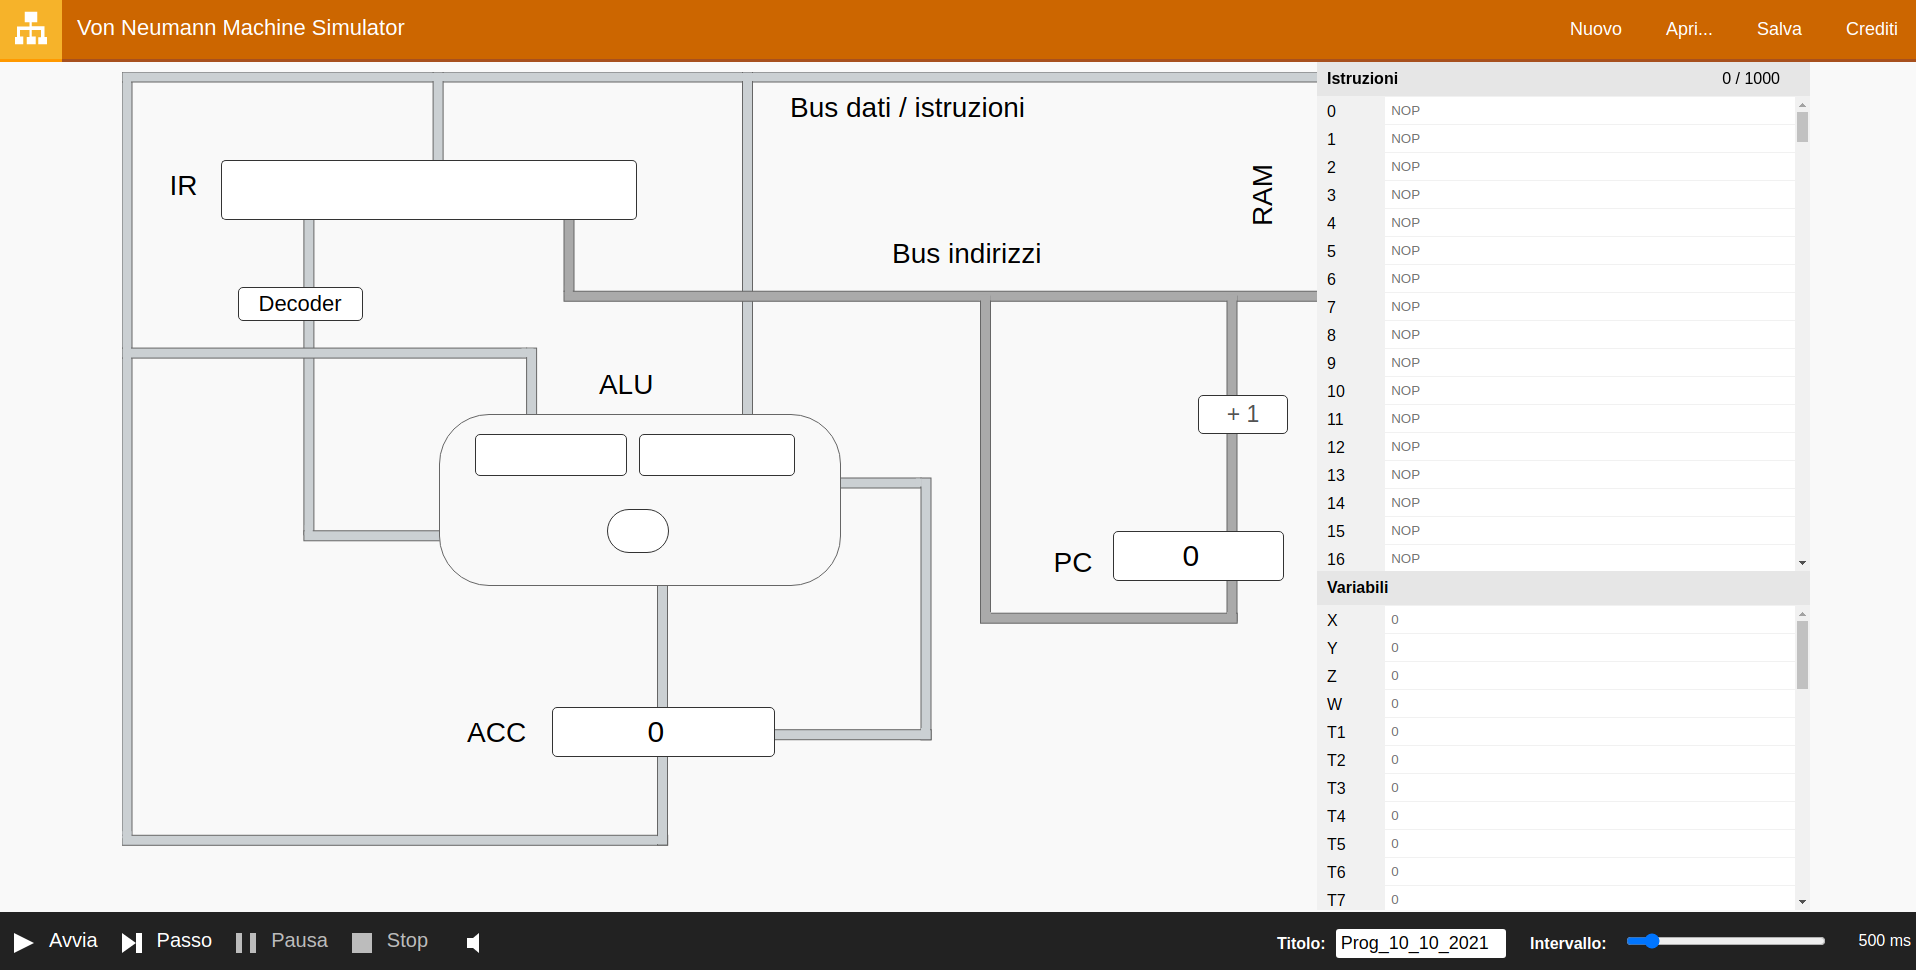 Von Neumann Machine Simulator
Nuovo Apri... Salva Crediti
Istruzioni 0 / 1000
Bus dati / istruzioni
IR
RAM
Bus indirizzi
Decoder
ALU
+ 1
PC 0
ACC 0
0 NOP
1 NOP
2 NOP
3 NOP
4 NOP
5 NOP
6 NOP
7 NOP
8 NOP
9 NOP
10 NOP
11 NOP
12 NOP
13 NOP
14 NOP
15 NOP
16 NOP
Variabili
X 0
Y 0
Z 0
W 0
T1 0
T2 0
T3 0
T4 0
T5 0
T6 0
T7 0
Avvia Passo Pausa Stop Titolo: Prog_10_10_2021 Intervallo: 500 ms